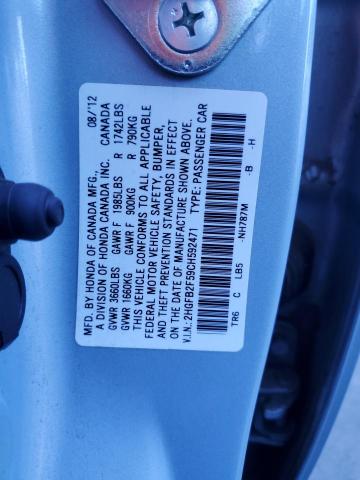 MFD. BY HONDA OF CANADA MFG., 08/'12
A DIVISION OF HONDA CANADA INC. CANADA
GVWR 3660LBS GAWR F 1985LBS R 1742LBS
GVWR 1660KG GAWR F 900KG R 790KG
THIS VEHICLE CONFORMS TO ALL APPLICABLE
FEDERAL MOTOR VEHICLE SAFETY, BUMPER,
AND THEFT PREVENTION STANDARDS IN EFFECT
ON THE DATE OF MANUFACTURE SHOWN ABOVE.
V.I.N.: 2HGFB2F59CH592471 TYPE: PASSENGER CAR
TR6 C LB5 -NH787M -B -H